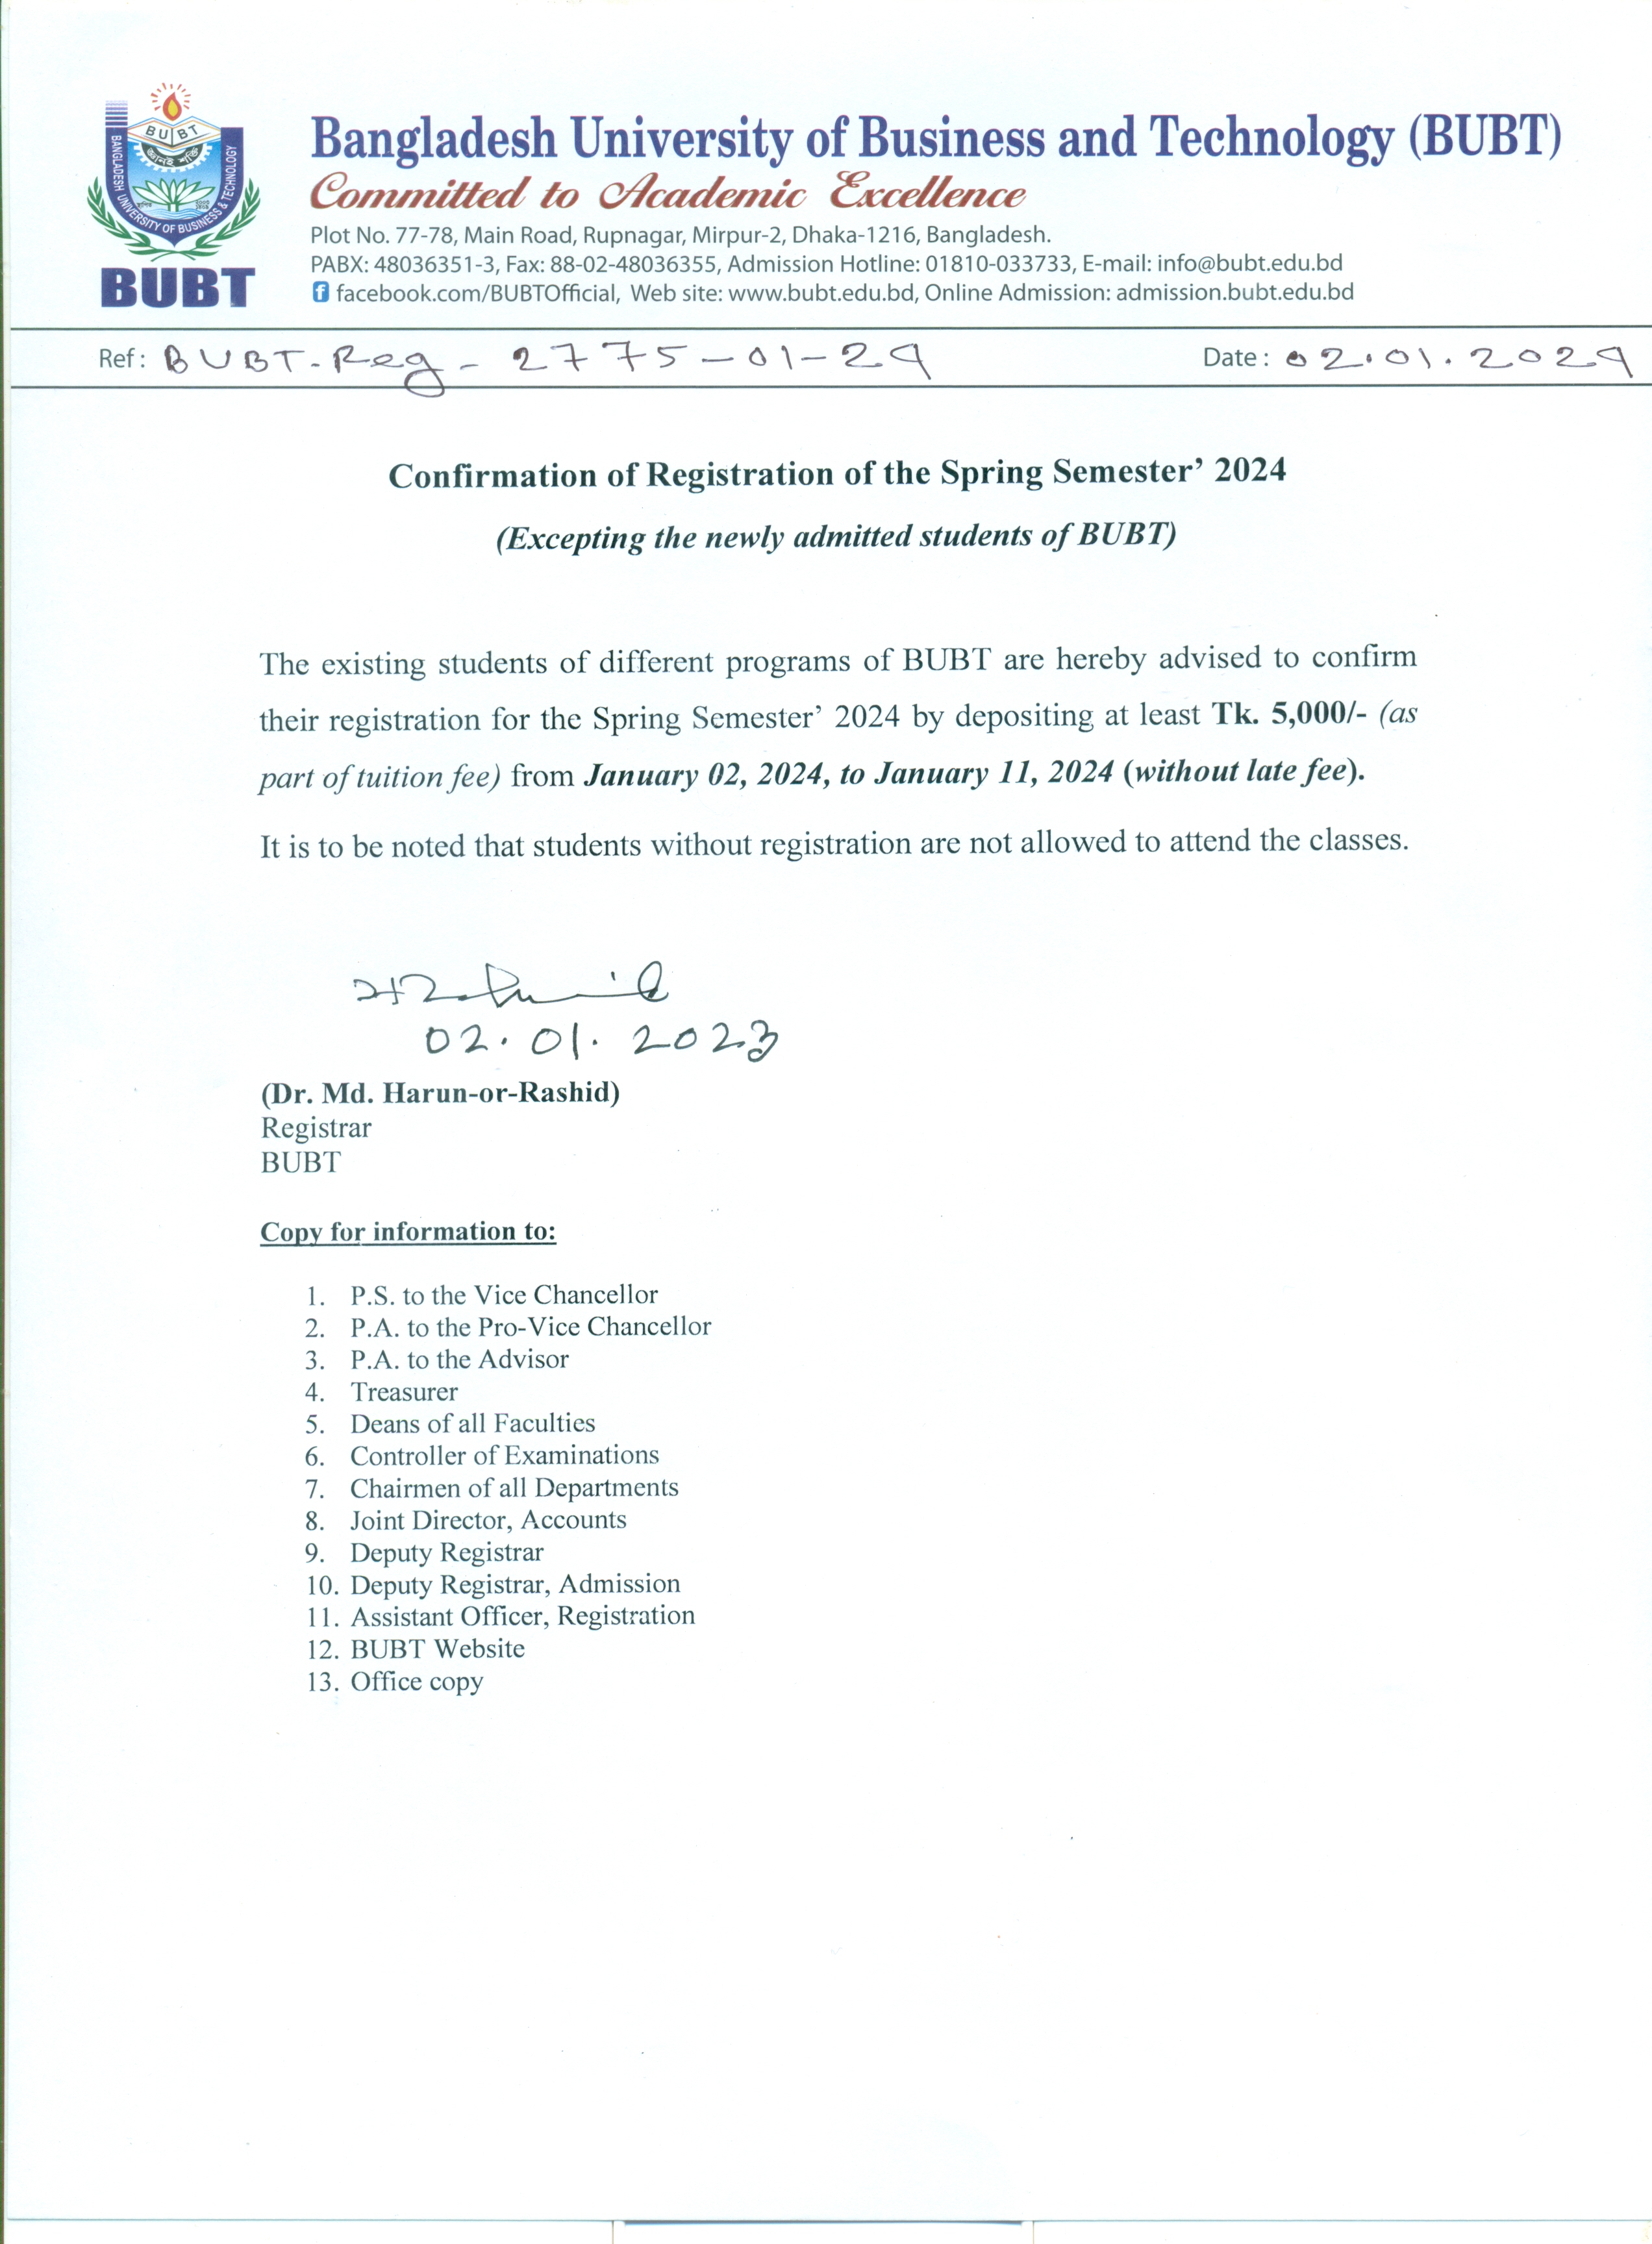 BUBT
জ্ঞানই শক্তি
BANGLADESH UNIVERSITY OF BUSINESS & TECHNOLOGY
BUBT
Bangladesh University of Business and Technology (BUBT)
Committed to Academic Excellence
Plot No. 77-78, Main Road, Rupnagar, Mirpur-2, Dhaka-1216, Bangladesh.
PABX: 48036351-3, Fax: 88-02-48036355, Admission Hotline: 01810-033733, E-mail: info@bubt.edu.bd
facebook.com/BUBTOfficial, Web site: www.bubt.edu.bd, Online Admission: admission.bubt.edu.bd
Ref: BUBT-Reg-2775-01-24 Date: 02.01.2024
Confirmation of Registration of the Spring Semester’ 2024
(Excepting the newly admitted students of BUBT)
The existing students of different programs of BUBT are hereby advised to confirm
their registration for the Spring Semester’ 2024 by depositing at least Tk. 5,000/- (as
part of tuition fee) from January 02, 2024, to January 11, 2024 (without late fee).
It is to be noted that students without registration are not allowed to attend the classes.
02.01.2023
(Dr. Md. Harun-or-Rashid)
Registrar
BUBT
Copy for information to:
1. P.S. to the Vice Chancellor
2. P.A. to the Pro-Vice Chancellor
3. P.A. to the Advisor
4. Treasurer
5. Deans of all Faculties
6. Controller of Examinations
7. Chairmen of all Departments
8. Joint Director, Accounts
9. Deputy Registrar
10. Deputy Registrar, Admission
11. Assistant Officer, Registration
12. BUBT Website
13. Office copy